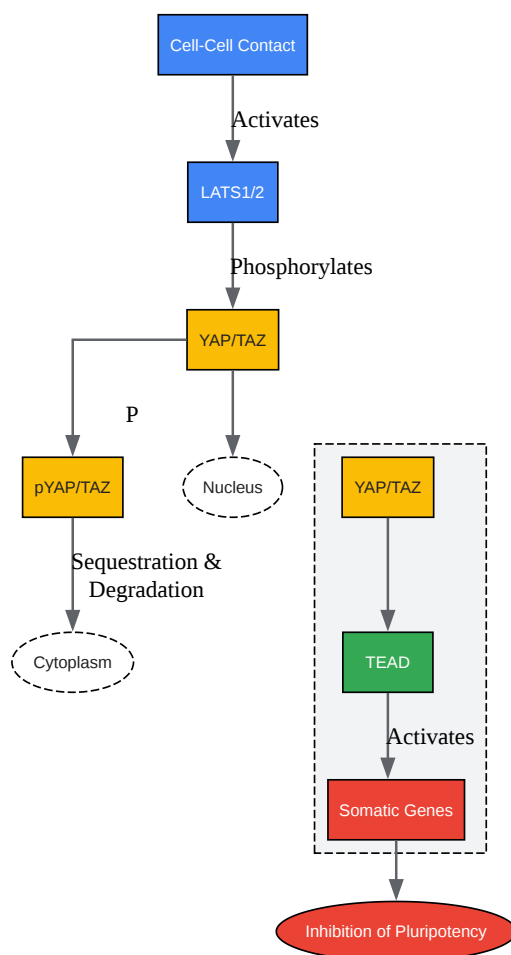 Cell-Cell Contact
Activates
LATS1/2
Phosphorylates
YAP/TAZ
P
pYAP/TAZ
Nucleus
YAP/TAZ
Sequestration &
Degradation
Cytoplasm
TEAD
Activates
Somatic Genes
Inhibition of Pluripotency